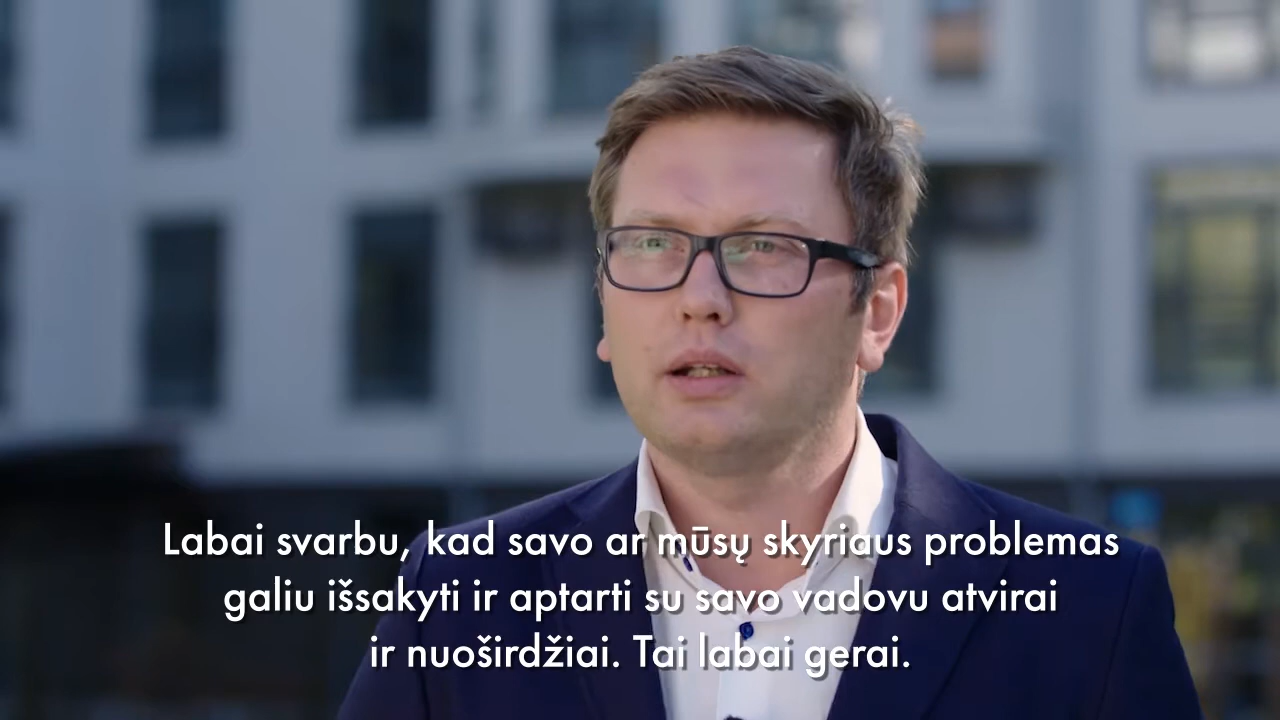 Labai svarbu, kad savo ar mūsų skyriaus problemas
galiu išsakyti ir aptarti su savo vadovu atvirai
ir nuoširdžiai. Tai labai gerai.